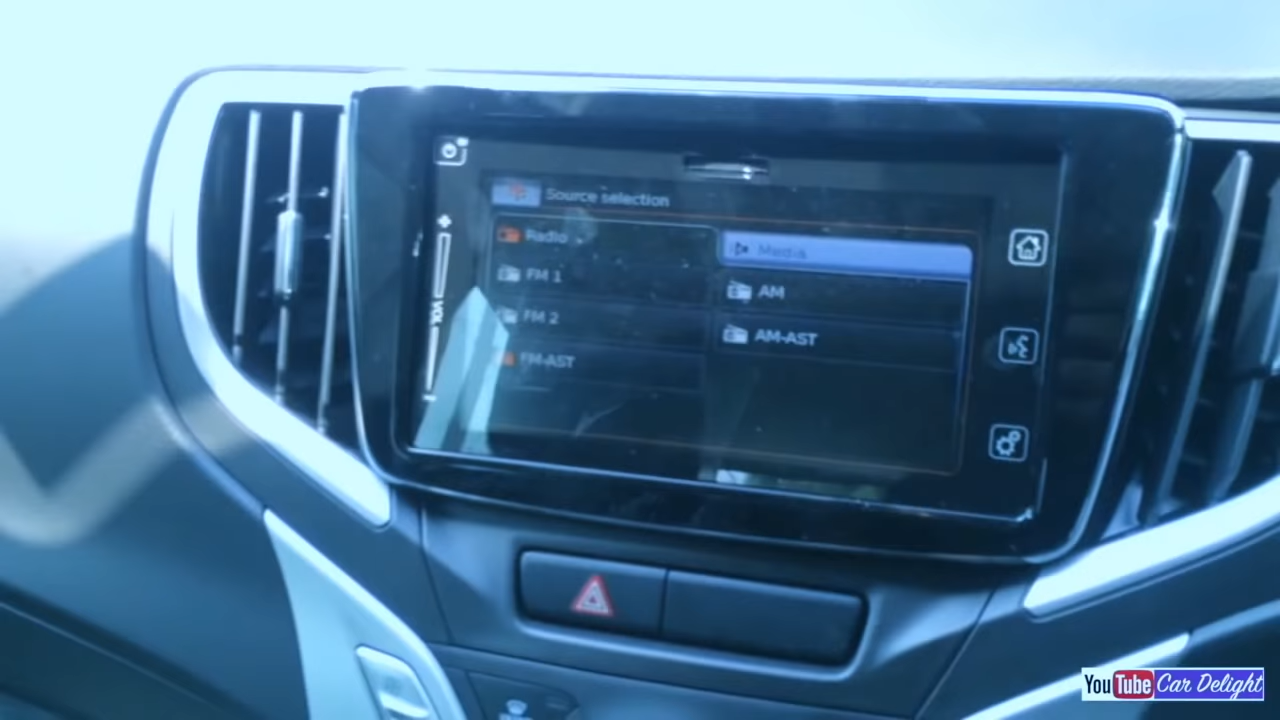 Source selection
Radio
FM 1
FM 2
FM-AST
Media
AM
AM-AST
VOL
YouTube Car Delight